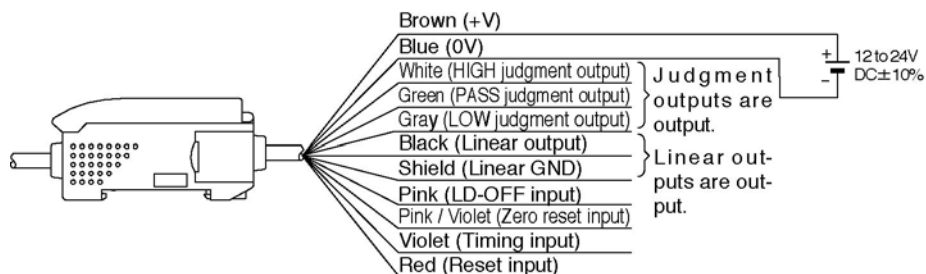 Brown (+V)
Blue (0V)
White (HIGH judgment output)
Green (PASS judgment output)
Gray (LOW judgment output)
Black (Linear output)
Shield (Linear GND)
Pink (LD-OFF input)
Pink / Violet (Zero reset input)
Violet (Timing input)
Red (Reset input)
Judgment
outputs are
output.
Linear out-
puts are out-
put.
+
12 to 24V
−
DC±10%